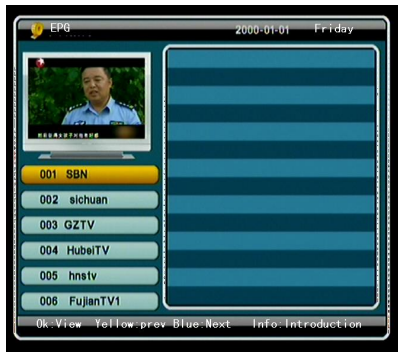 EPG 2000-01-01 Friday
001 SBN
002 sichuan
003 GZTV
004 HubeiTV
005 hnstv
006 FujianTV1
Ok:View Yellow:prev Blue:Next Info:Introduction